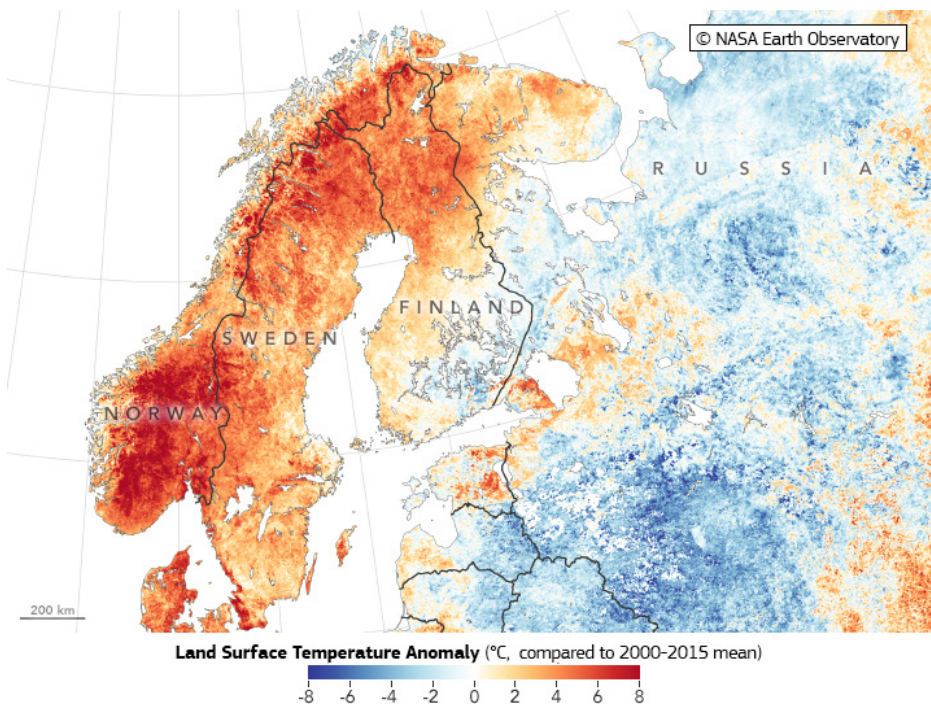 © NASA Earth Observatory
RUSSIA
FINLAND
SWEDEN
NORWAY
200 km
Land Surface Temperature Anomaly (°C, compared to 2000-2015 mean)
-8 -6 -4 -2 0 2 4 6 8